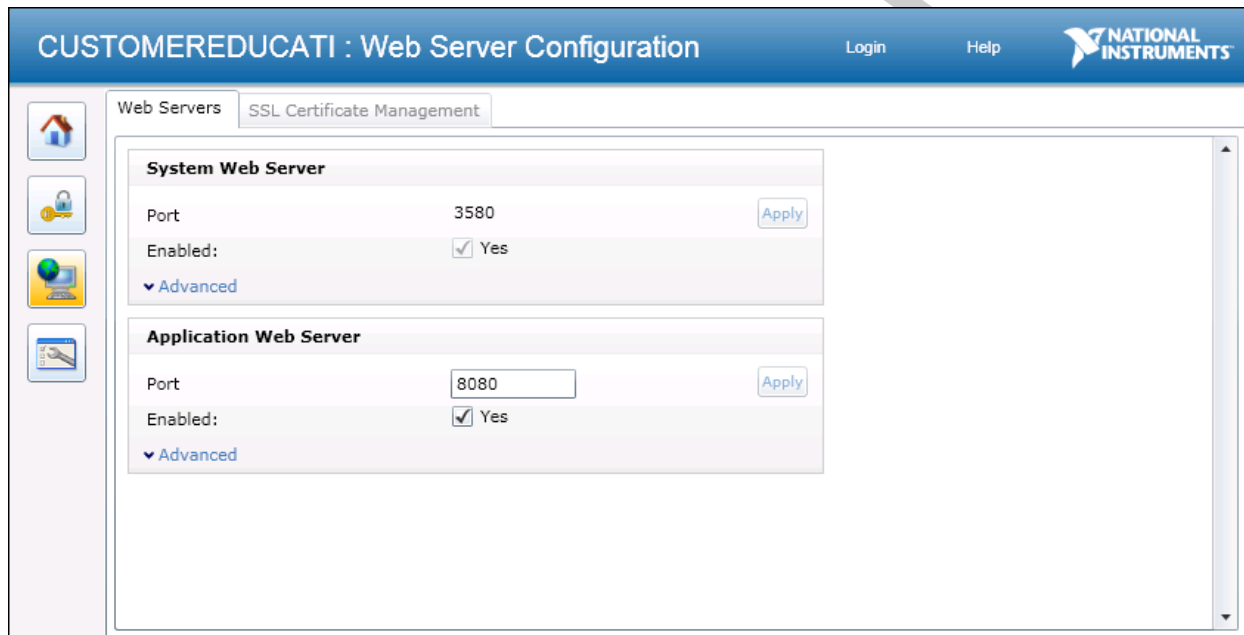 CUSTOMEREDUCATI : Web Server Configuration
Login
Help
NATIONAL INSTRUMENTS
Web Servers
SSL Certificate Management
System Web Server
Port 3580 Apply
Enabled: Yes
Advanced
Application Web Server
Port 8080 Apply
Enabled: Yes
Advanced